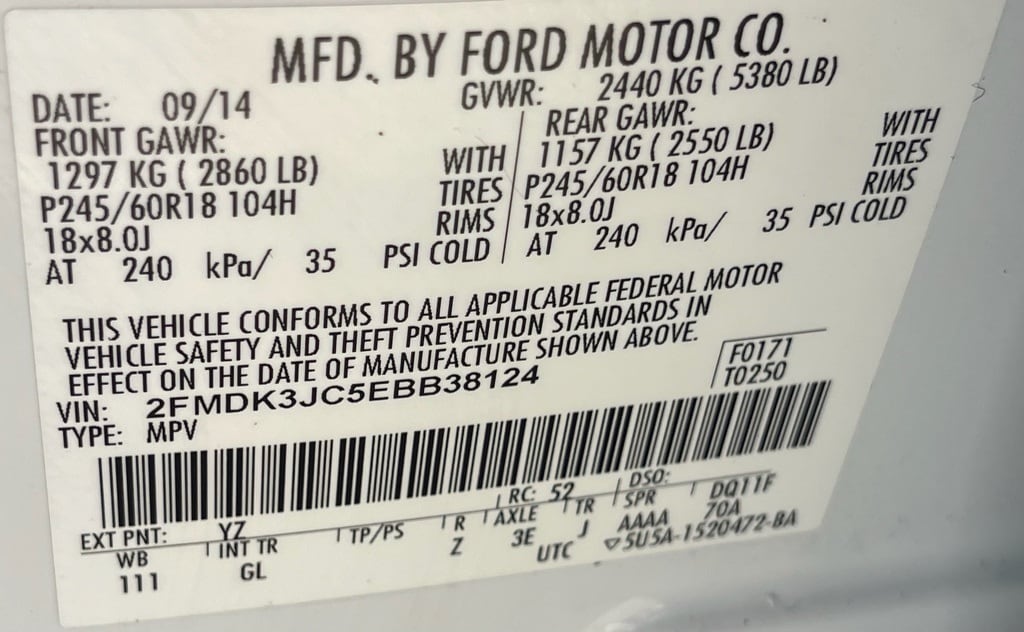 MFD. BY FORD MOTOR CO.
DATE: 09/14 GVWR: 2440 KG ( 5380 LB)
FRONT GAWR: REAR GAWR:
1297 KG ( 2860 LB) WITH 1157 KG ( 2550 LB) WITH
P245/60R18 104H TIRES P245/60R18 104H TIRES
18x8.0J RIMS 18x8.0J RIMS
AT 240 kPa/ 35 PSI COLD AT 240 kPa/ 35 PSI COLD
THIS VEHICLE CONFORMS TO ALL APPLICABLE FEDERAL MOTOR
VEHICLE SAFETY AND THEFT PREVENTION STANDARDS IN
EFFECT ON THE DATE OF MANUFACTURE SHOWN ABOVE.
F0171
VIN: 2FMDK3JC5EBB38124 T0250
TYPE: MPV
EXT PNT: YZ RC: 52 DSO:
WB INT TR TP/PS R AXLE TR SPR DQ11F
111 GL Z 3E J AAAA 70A
UTC ▽5U5A-1520472-BA